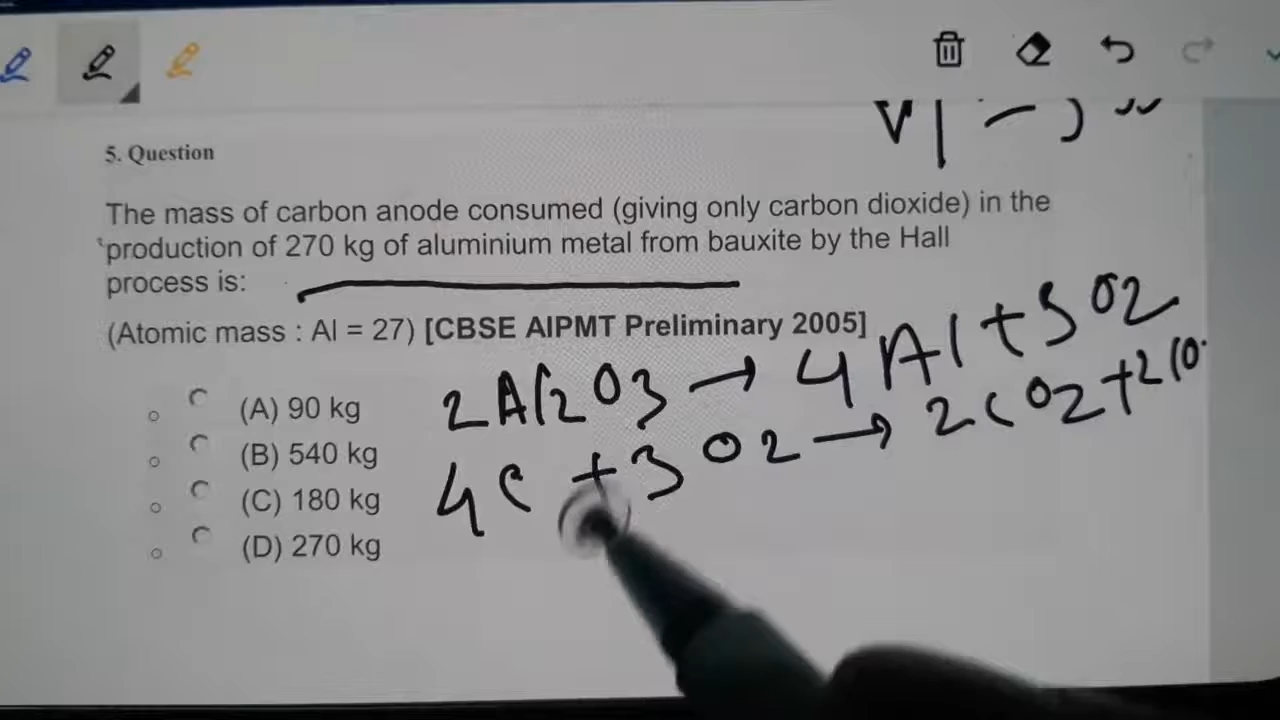 5. Question
The mass of carbon anode consumed (giving only carbon dioxide) in the
production of 270 kg of aluminium metal from bauxite by the Hall
process is:
(Atomic mass : Al = 27) [CBSE AIPMT Preliminary 2005]
(A) 90 kg
(B) 540 kg
(C) 180 kg
(D) 270 kg
2Al2O3 → 4Al+3O2
4C+3O2 → 2CO2+2CO